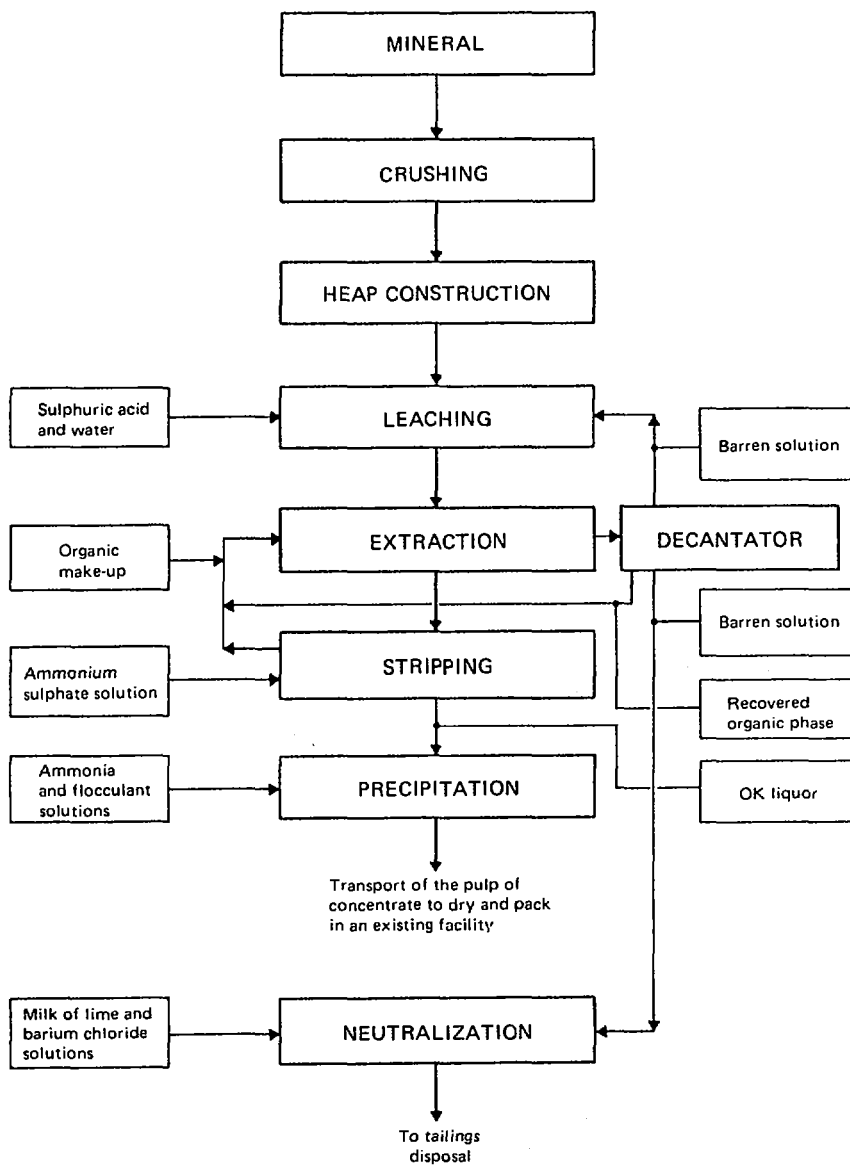 MINERAL
CRUSHING
HEAP CONSTRUCTION
Sulphuric acid
and water
LEACHING
Barren solution
Organic
make-up
EXTRACTION
DECANTATOR
Barren solution
Ammonium
sulphate solution
STRIPPING
Recovered
organic phase
Ammonia
and flocculant
solutions
PRECIPITATION
OK liquor
Transport of the pulp of
concentrate to dry and pack
in an existing facility
Milk of lime and
barium chloride
solutions
NEUTRALIZATION
To tailings
disposal